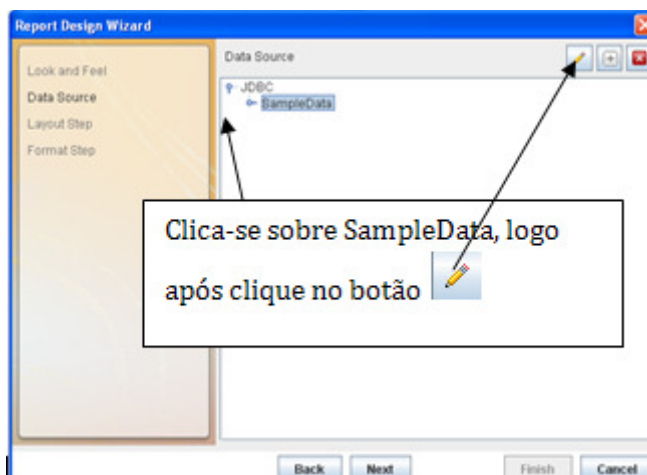 Report Design Wizard
Look and Feel
Data Source
Layout Step
Format Step
Data Source
JDBC
SampleData
Clica-se sobre SampleData, logo
após clique no botão
Back Next Finish Cancel